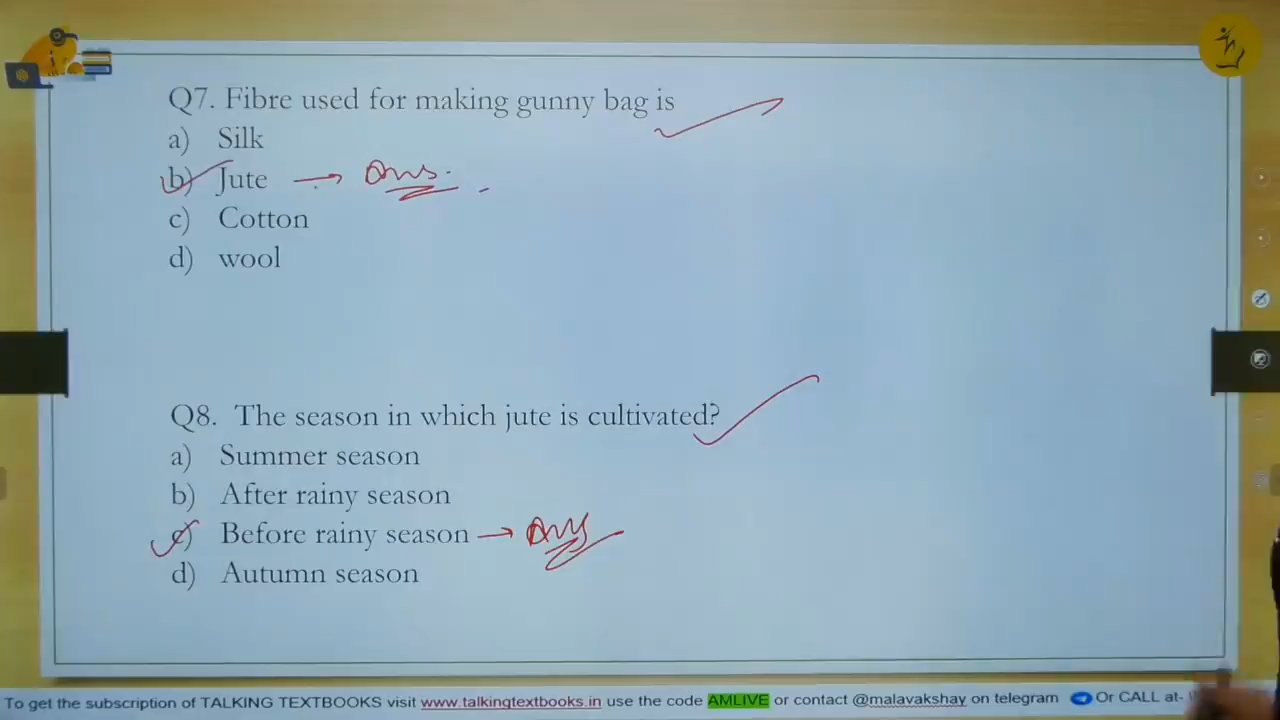 Q7. Fibre used for making gunny bag is
a) Silk
b) Jute → Ans.
c) Cotton
d) wool
Q8. The season in which jute is cultivated?
a) Summer season
b) After rainy season
c) Before rainy season → Ans
d) Autumn season
To get the subscription of TALKING TEXTBOOKS visit www.talkingtextbooks.in use the code AMLIVE or contact @malavakshay on telegram Or CALL at-